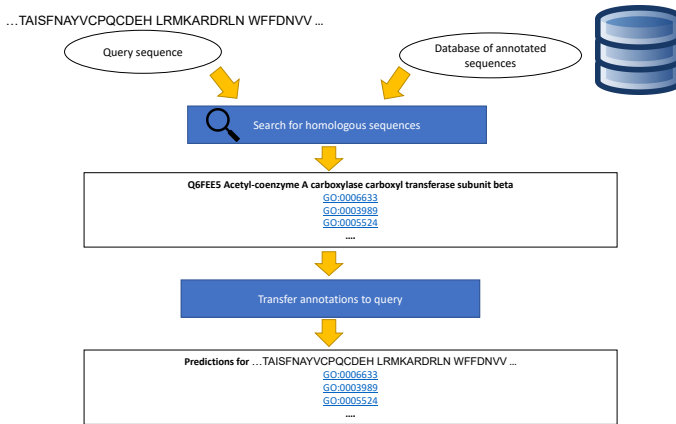 …TAISFNAYVCPQCDEH LRMKARDRLN WFFDNVV ...
Query sequence
Database of annotated
sequences
Search for homologous sequences
Q6FEE5 Acetyl-coenzyme A carboxylase carboxyl transferase subunit beta
GO:0006633
GO:0003989
GO:0005524
....
Transfer annotations to query
Predictions for …TAISFNAYVCPQCDEH LRMKARDRLN WFFDNVV ...
GO:0006633
GO:0003989
GO:0005524
....